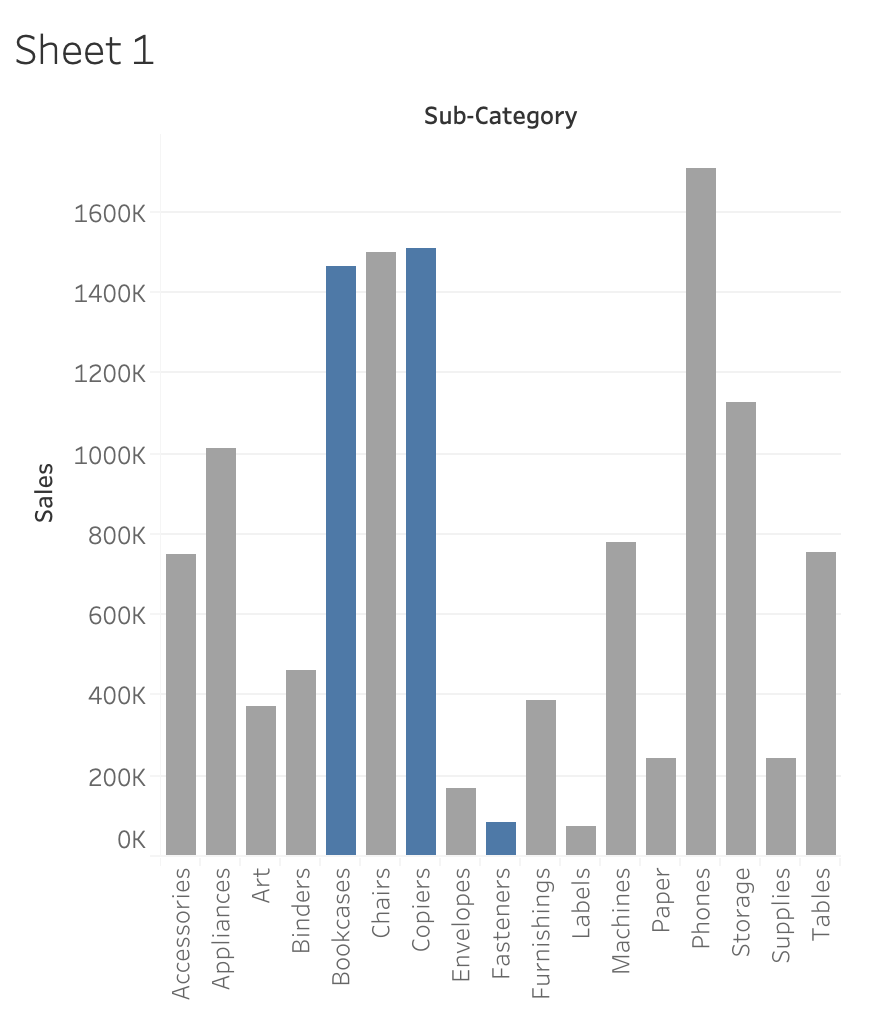 Sheet 1
Sub-Category
Sales
1600K
1400K
1200K
1000K
800K
600K
400K
200K
0K
Accessories
Appliances
Art
Binders
Bookcases
Chairs
Copiers
Envelopes
Fasteners
Furnishings
Labels
Machines
Paper
Phones
Storage
Supplies
Tables